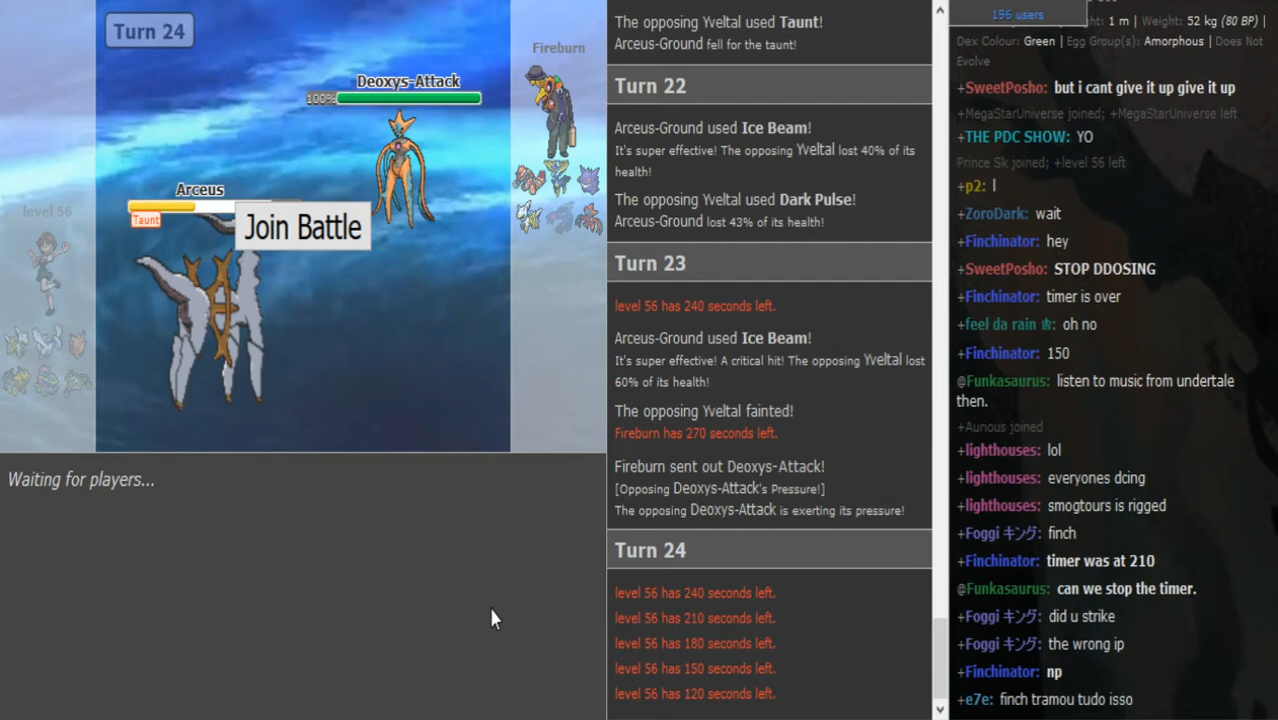 Turn 24
Fireburn
Deoxys-Attack
100%
Arceus
Taunt
level 56
Join Battle
Waiting for players...
The opposing Yveltal used Taunt!
Arceus-Ground fell for the taunt!
Turn 22
Arceus-Ground used Ice Beam!
It's super effective! The opposing Yveltal lost 40% of its
health!
The opposing Yveltal used Dark Pulse!
Arceus-Ground lost 43% of its health!
Turn 23
level 56 has 240 seconds left.
Arceus-Ground used Ice Beam!
It's super effective! A critical hit! The opposing Yveltal lost
60% of its health!
The opposing Yveltal fainted!
Fireburn has 270 seconds left.
Fireburn sent out Deoxys-Attack!
[Opposing Deoxys-Attack's Pressure!]
The opposing Deoxys-Attack is exerting its pressure!
Turn 24
level 56 has 240 seconds left.
level 56 has 210 seconds left.
level 56 has 180 seconds left.
level 56 has 150 seconds left.
level 56 has 120 seconds left.
196 users
ht: 1 m | Weight: 52 kg (80 BP) |
Dex Colour: Green | Egg Group(s): Amorphous | Does Not
Evolve
+SweetPosho: but i cant give it up give it up
+MegaStarUniverse joined; +MegaStarUniverse left
+THE PDC SHOW: YO
Prince Sk joined; +level 56 left
+p2: l
+ZoroDark: wait
+Finchinator: hey
+SweetPosho: STOP DDOSING
+Finchinator: timer is over
+feel da rain ♔: oh no
+Finchinator: 150
@Funkasaurus: listen to music from undertale
then.
+Aurious joined
+lighthouses: lol
+lighthouses: everyones dcing
+lighthouses: smogtours is rigged
+Foggi キング: finch
+Finchinator: timer was at 210
@Funkasaurus: can we stop the timer.
+Foggi キング: did u strike
+Foggi キング: the wrong ip
+Finchinator: np
+e7e: finch tramou tudo isso